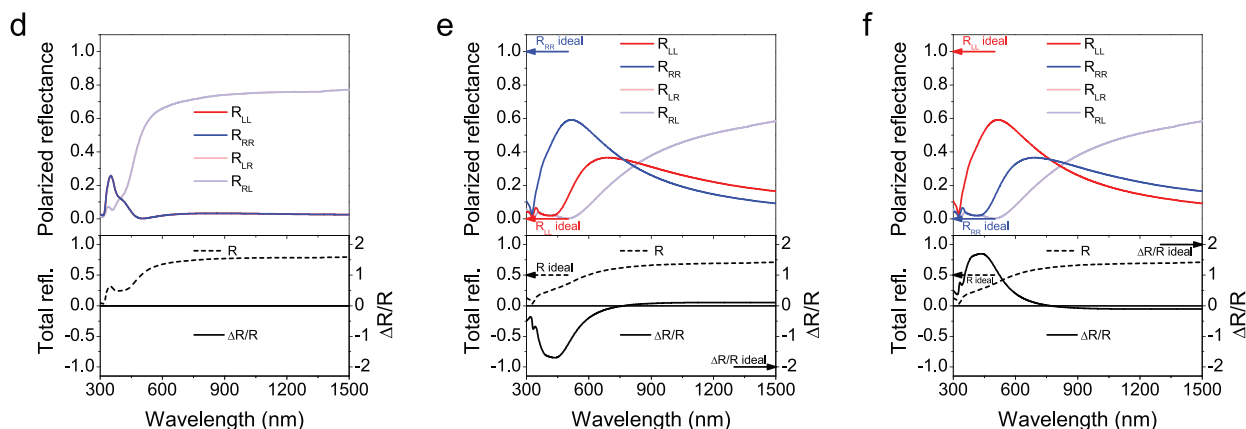 d
Polarized reflectance
1.0
0.8
0.6
0.4
0.2
0.0
R_LL
R_RR
R_LR
R_RL
Total refl.
1.0
0.5
0.0
-0.5
-1.0
R
ΔR/R
2
1
0
-1
-2
ΔR/R
300 600 900 1200 1500
Wavelength (nm)
e
Polarized reflectance
1.0
0.8
0.6
0.4
0.2
0.0
R_RR ideal
R_LL
R_RR
R_LR
R_RL
R_LL ideal
Total refl.
1.0
0.5
0.0
-0.5
-1.0
R
R ideal
ΔR/R
ΔR/R ideal
2
1
0
-1
-2
ΔR/R
300 600 900 1200 1500
Wavelength (nm)
f
Polarized reflectance
1.0
0.8
0.6
0.4
0.2
0.0
R_LL ideal
R_LL
R_RR
R_LR
R_RL
R_RR ideal
Total refl.
1.0
0.5
0.0
-0.5
-1.0
R
ΔR/R ideal
R ideal
ΔR/R
2
1
0
-1
-2
ΔR/R
300 600 900 1200 1500
Wavelength (nm)